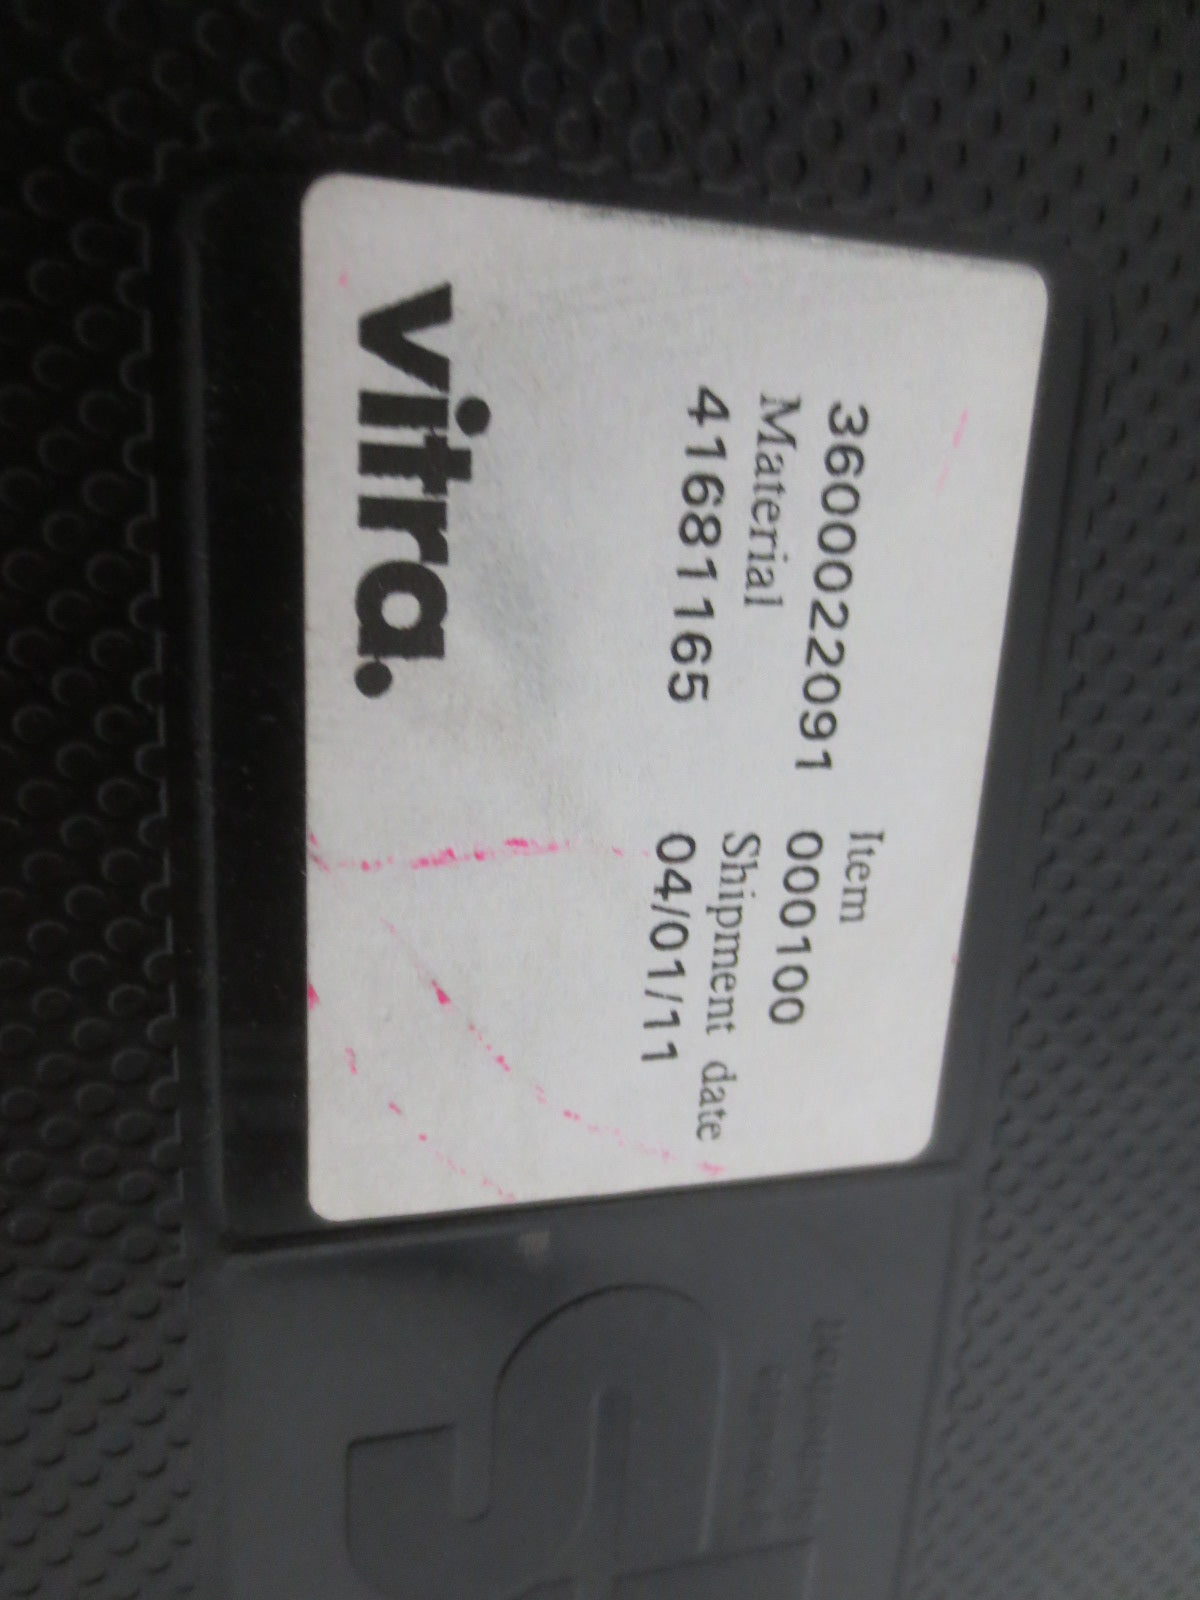 Item
3600022091 000100
Material Shipment date
41681165 04/01/11
vitra.